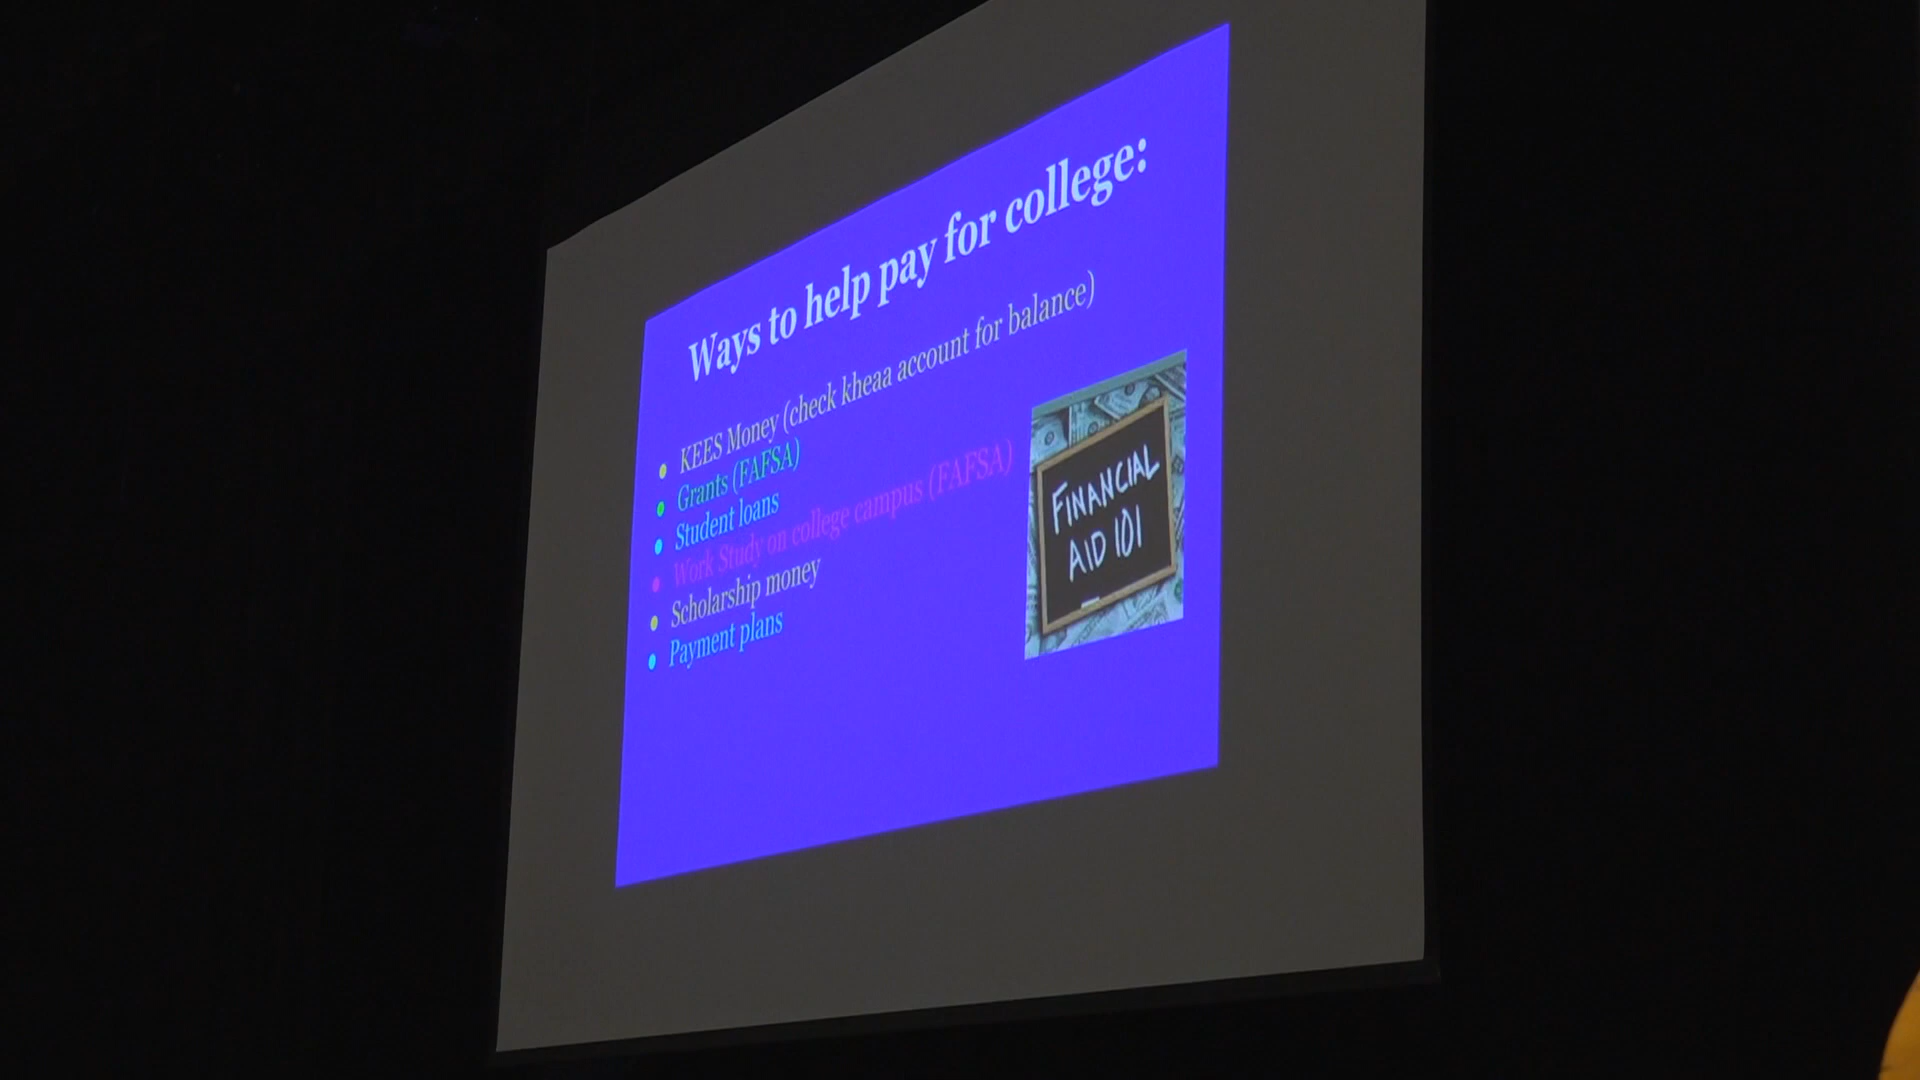 Ways to help pay for college:
KEES Money (check kheaa account for balance)
Grants (FAFSA)
Student loans
Work Study on college campus (FAFSA)
Scholarship money
Payment plans
FINANCIAL
AID 101